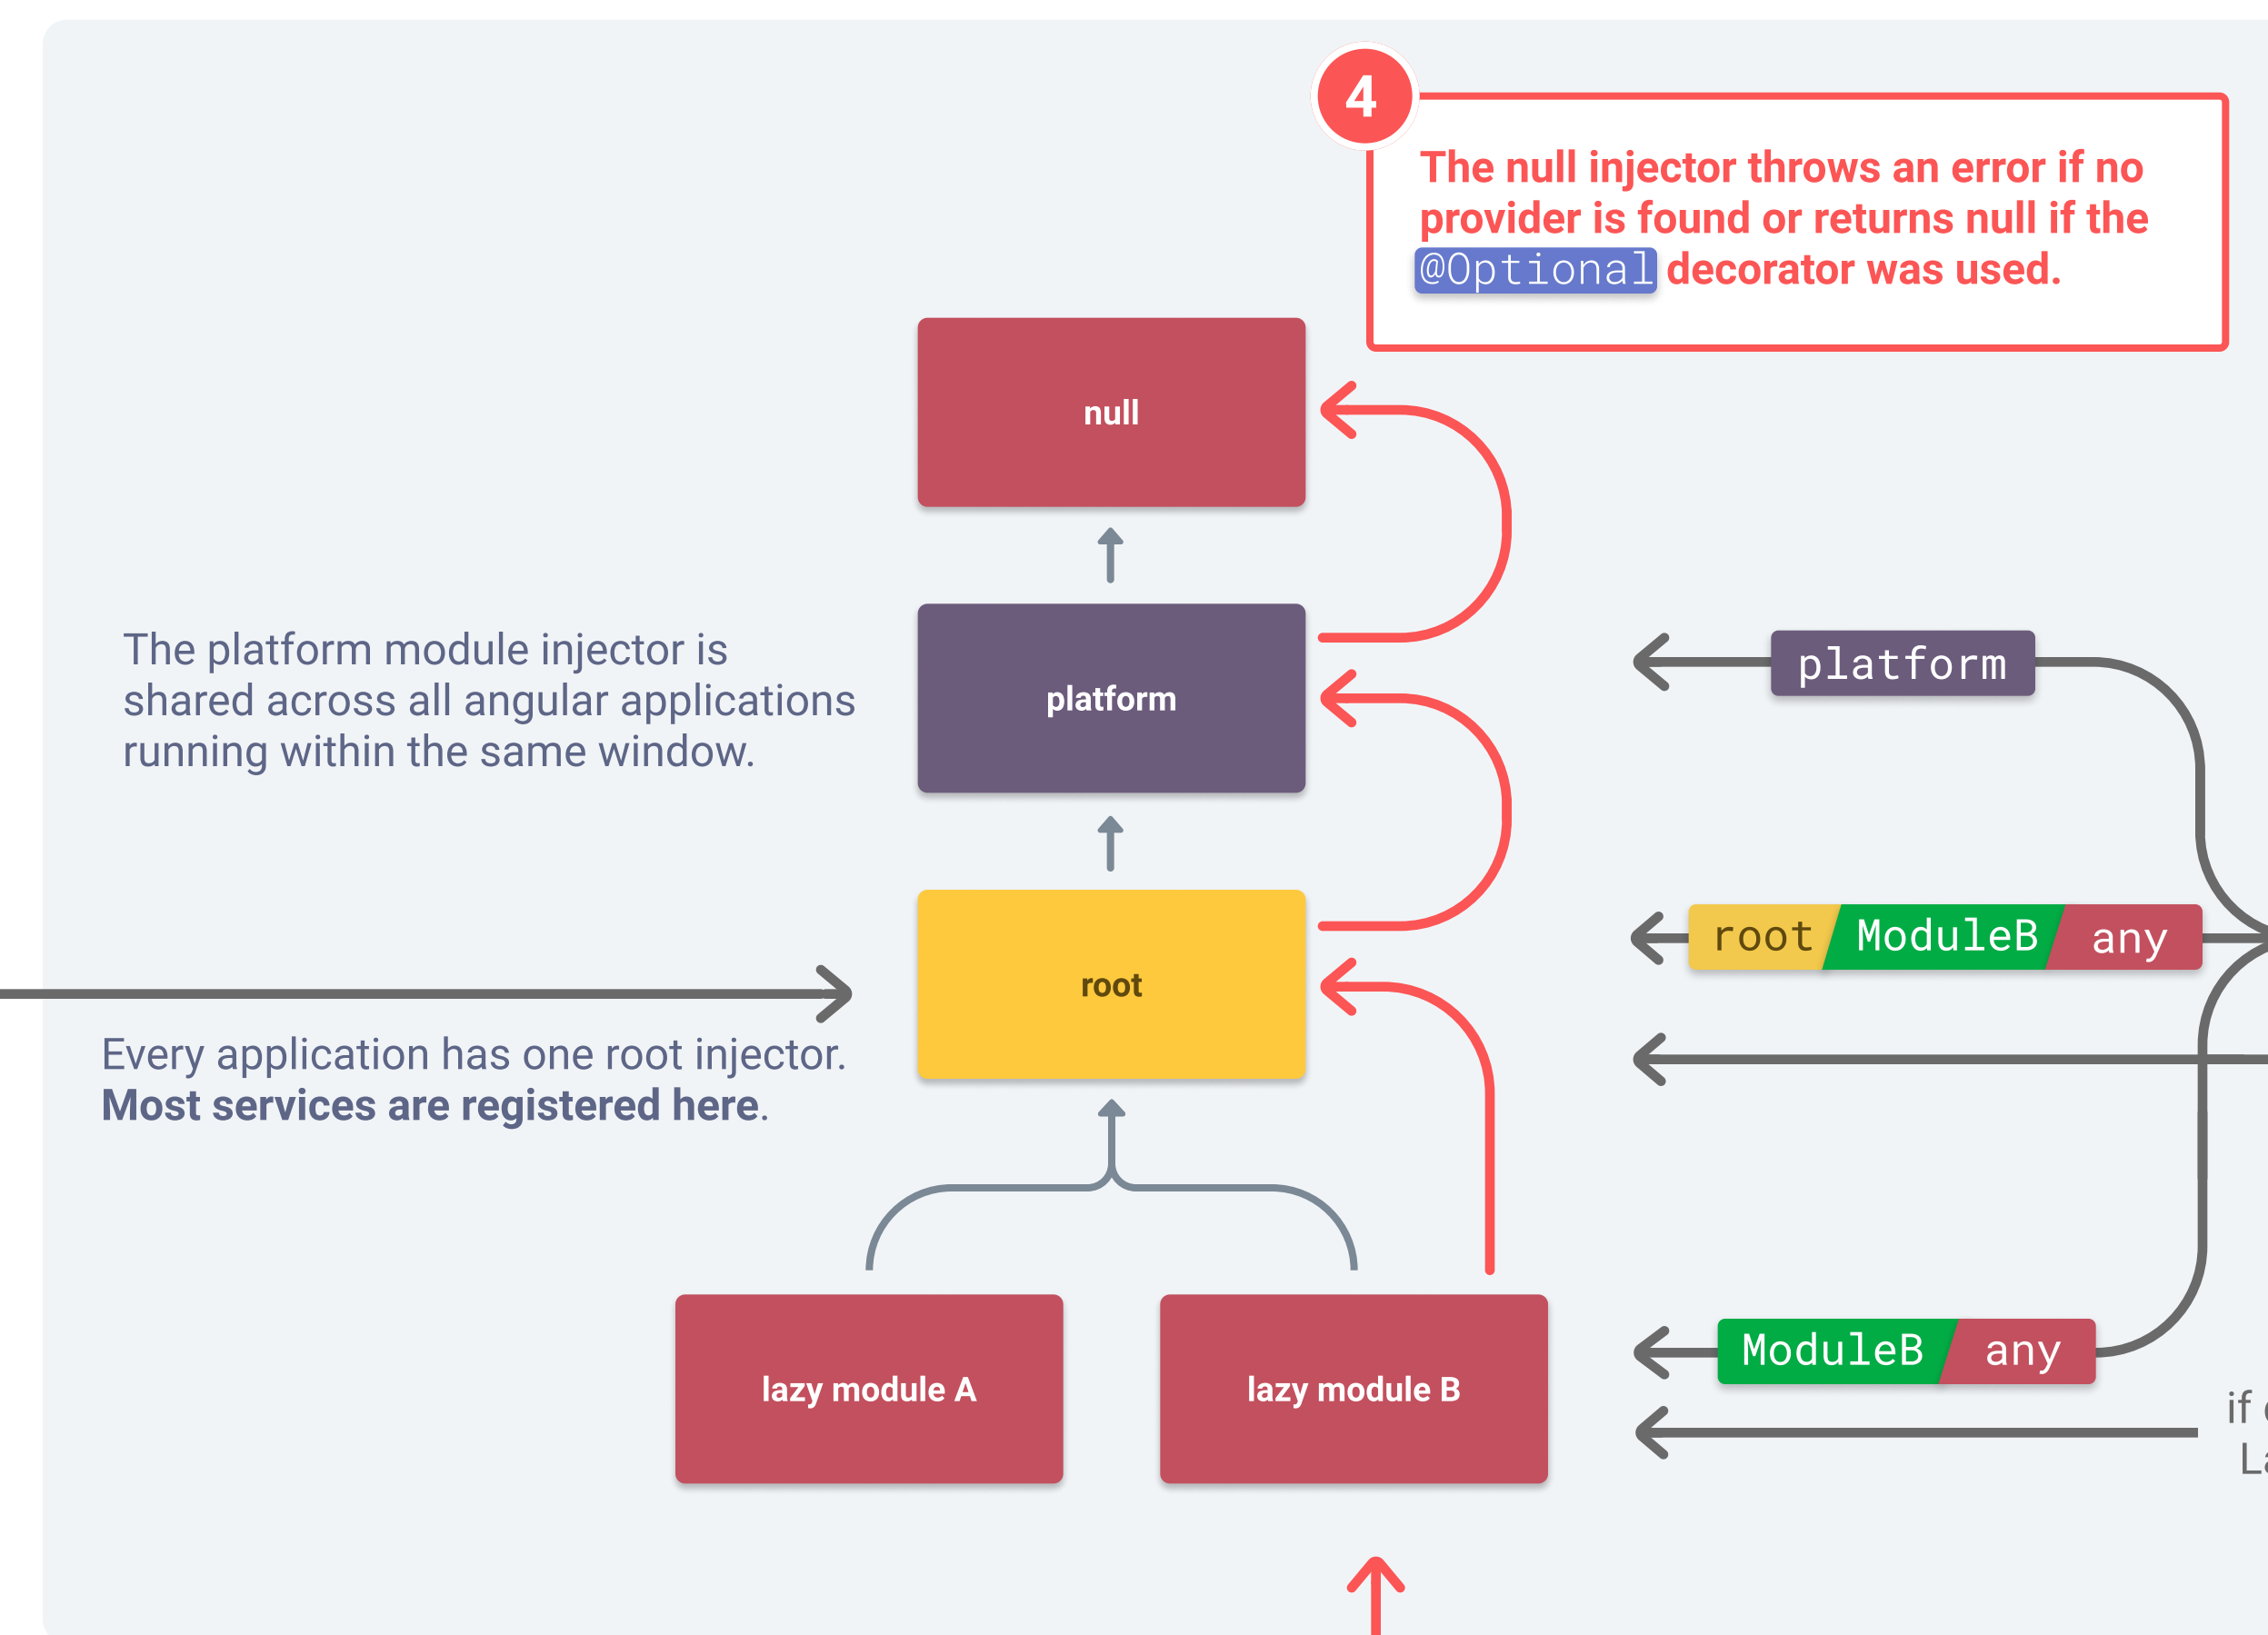 4
The null injector throws an error if no
provider is found or returns null if the
@Optional decorator was used.
null
The platform module injector is
shared across all angular applications
running within the same window.
platform
platform
root ModuleB any
root
Every application has one root injector.
Most services are registered here.
ModuleB any
lazy module A
lazy module B
if